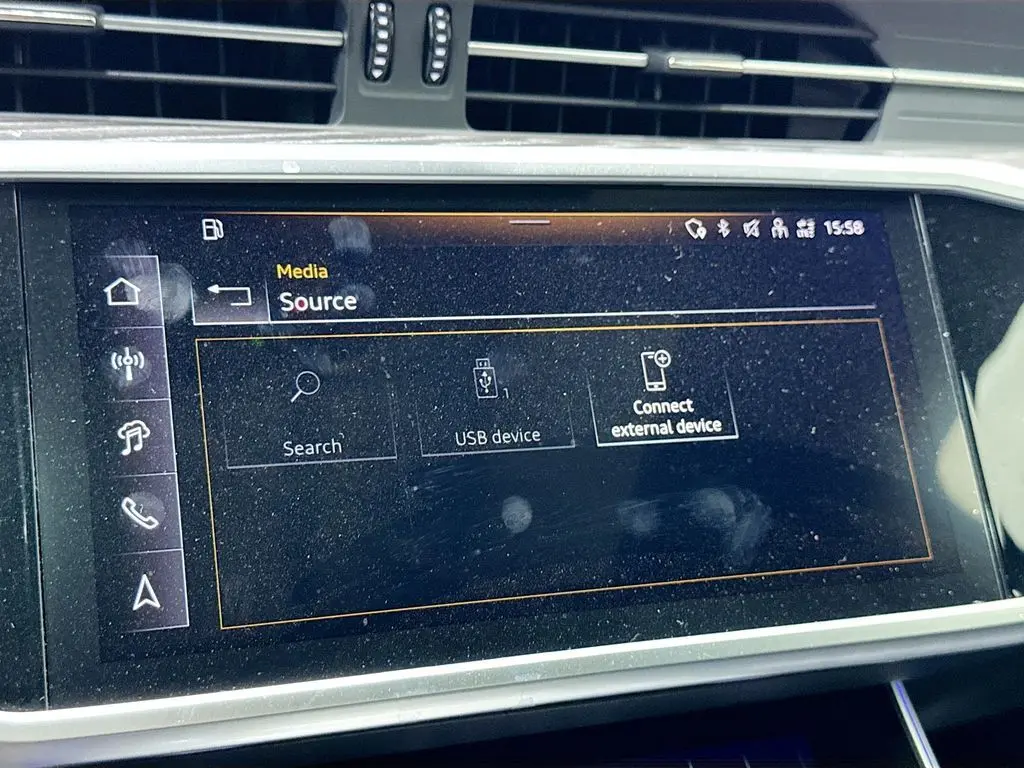 15:58
Media
Source
Search
1
USB device
Connect
external device